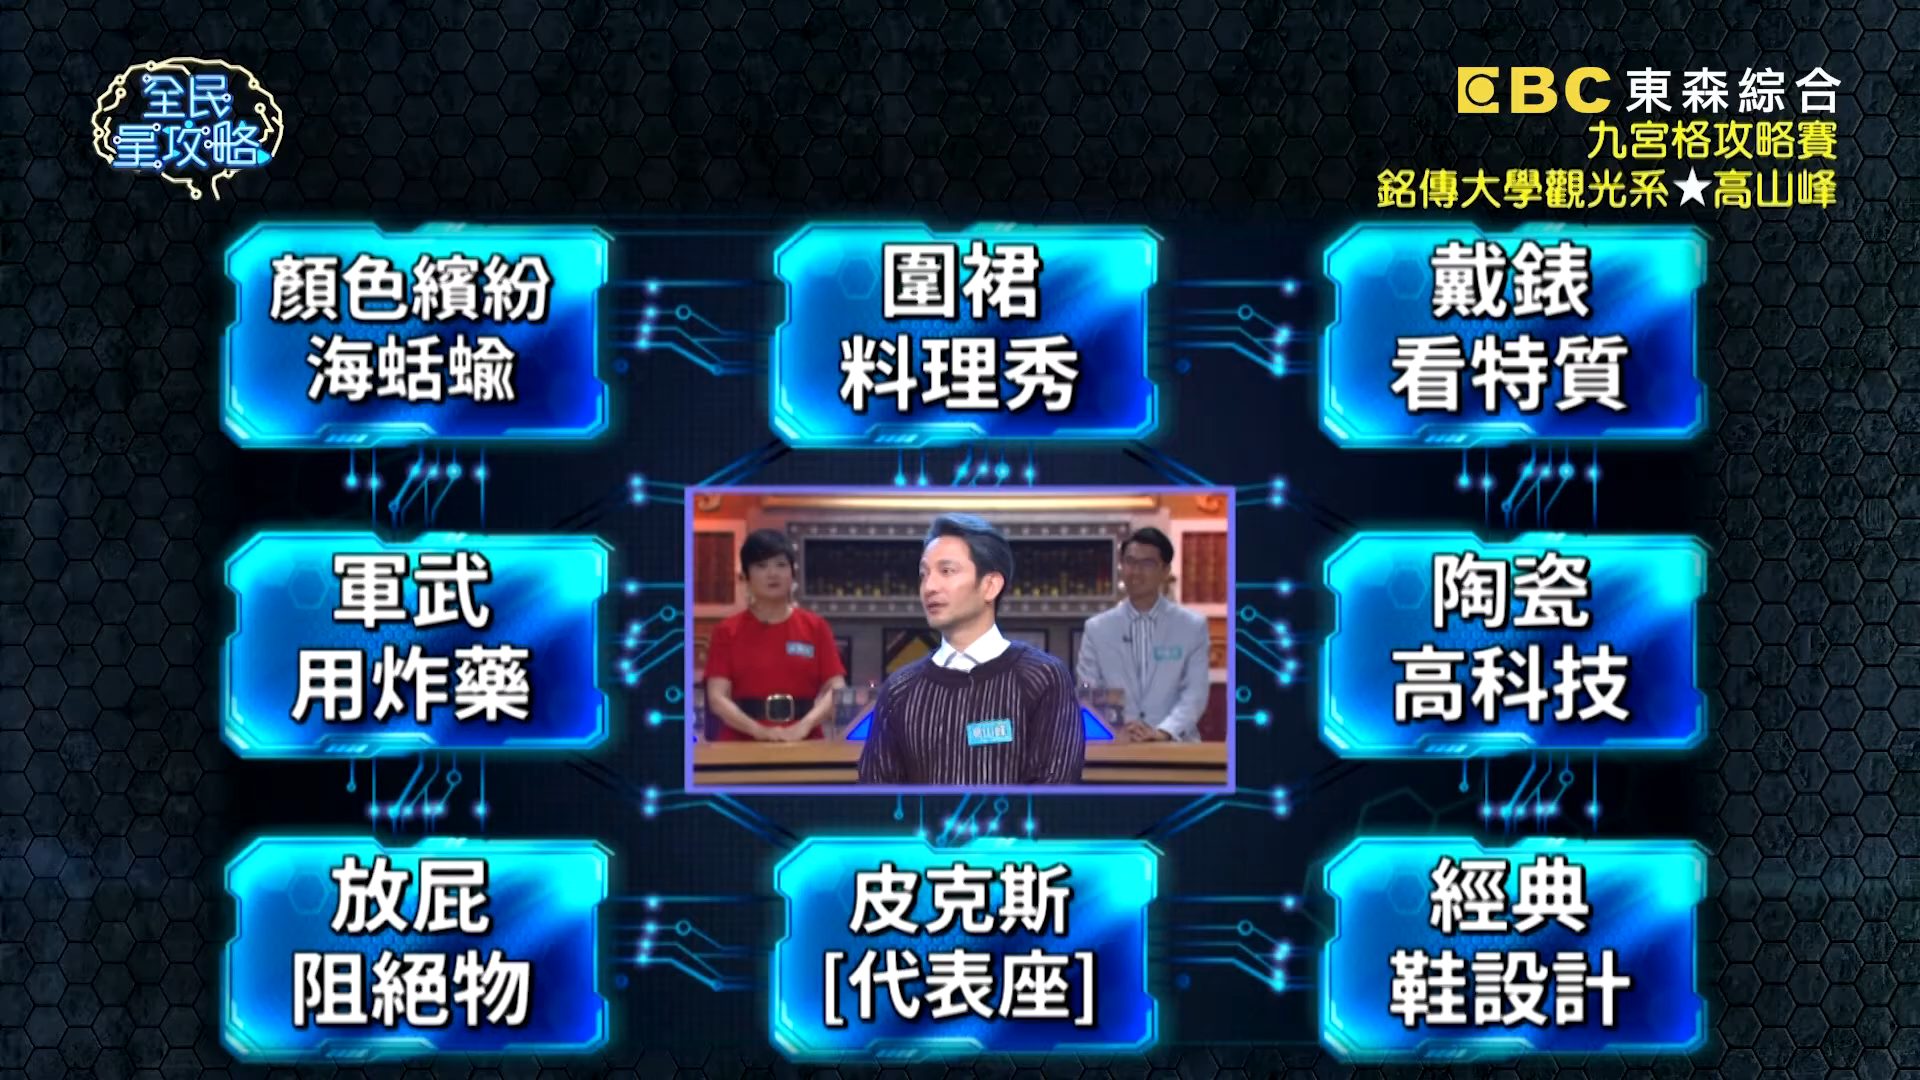 全民
星攻略
EBC 東森綜合
九宮格攻略賽
銘傳大學觀光系★高山峰
顏色繽紛
海蛞蝓
圍裙
料理秀
戴錶
看特質
軍武
用炸藥
高山峰
陶瓷
高科技
放屁
阻絕物
皮克斯
[代表座]
經典
鞋設計